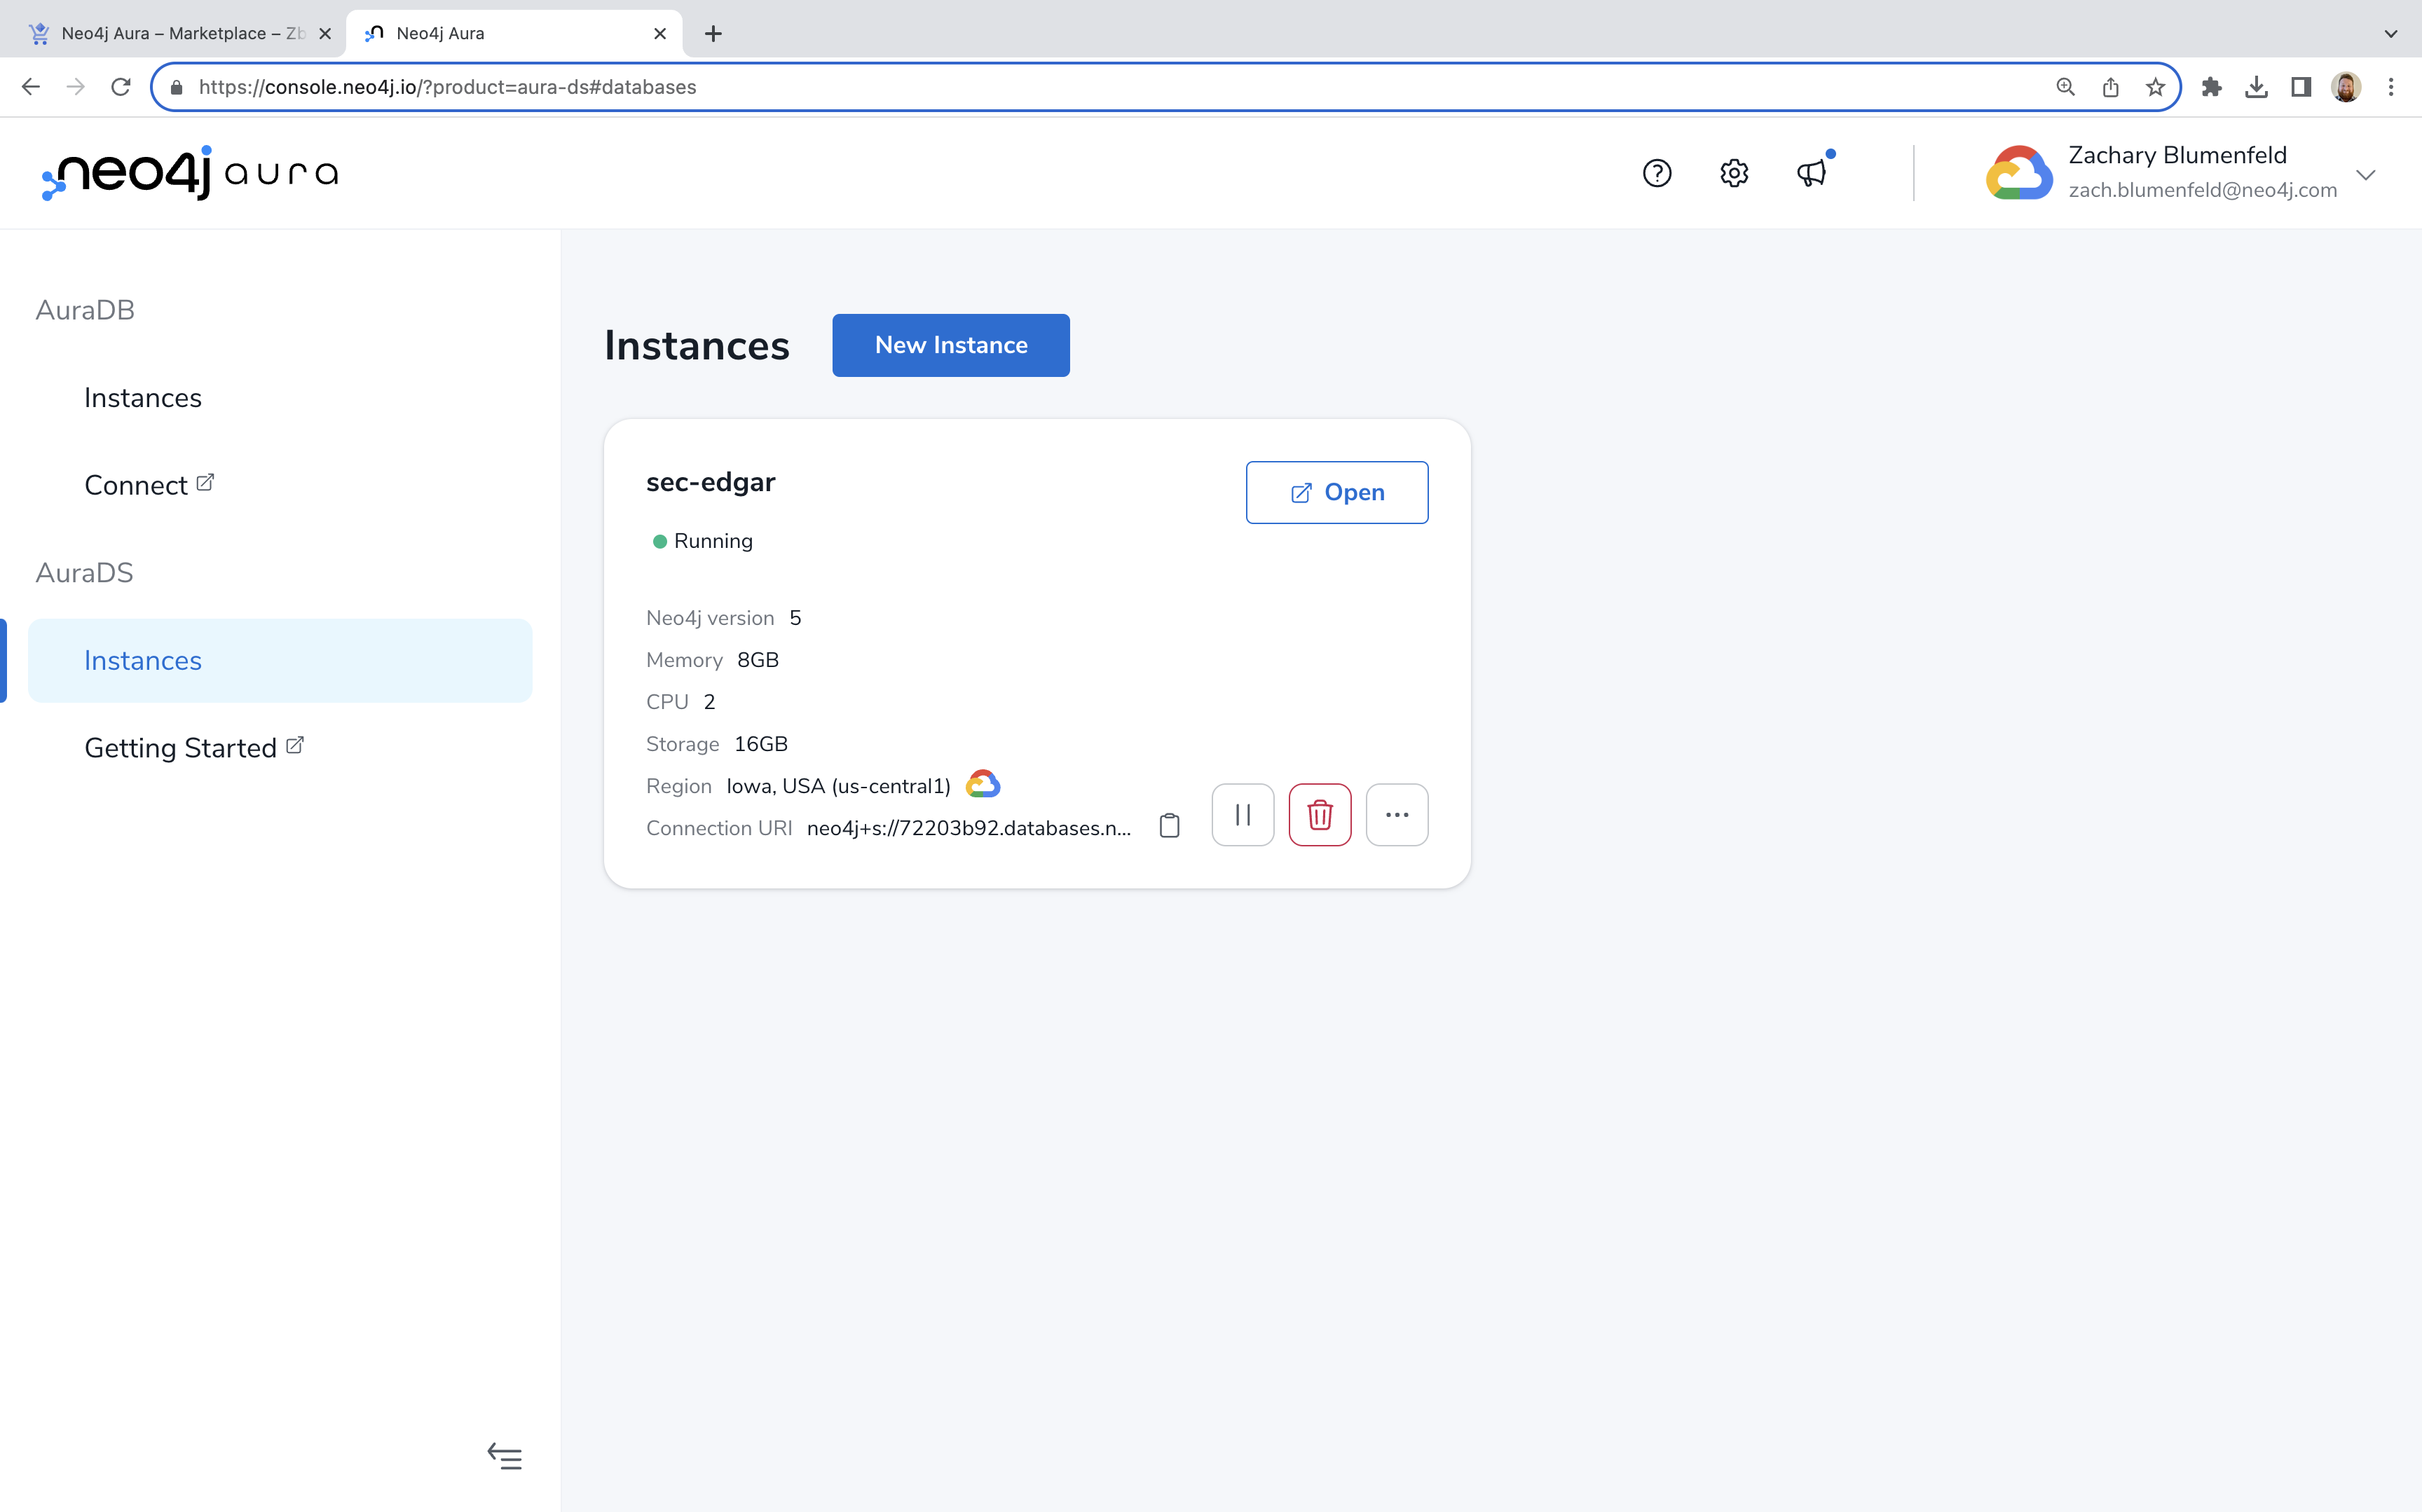 Neo4j Aura – Marketplace – Zb
Neo4j Aura
https://console.neo4j.io/?product=aura-ds#databases
neo4j aura
Zachary Blumenfeld
zach.blumenfeld@neo4j.com
AuraDB
Instances
Connect
AuraDS
Instances
Getting Started
Instances
New Instance
sec-edgar
Open
Running
Neo4j version 5
Memory 8GB
CPU 2
Storage 16GB
Region Iowa, USA (us-central1)
Connection URI neo4j+s://72203b92.databases.n...